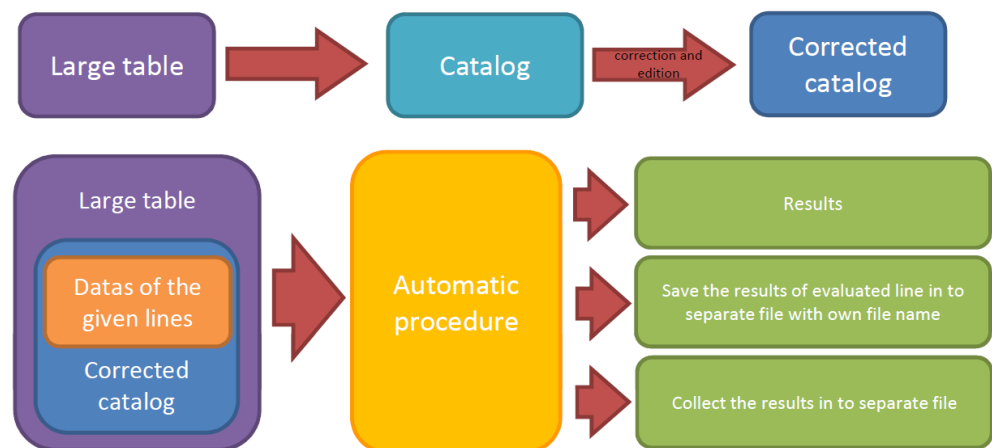 Large table
Catalog
correction and
edition
Corrected
catalog
Large table
Datas of the
given lines
Corrected
catalog
Automatic
procedure
Results
Save the results of evaluated line in to
separate file with own file name
Collect the results in to separate file